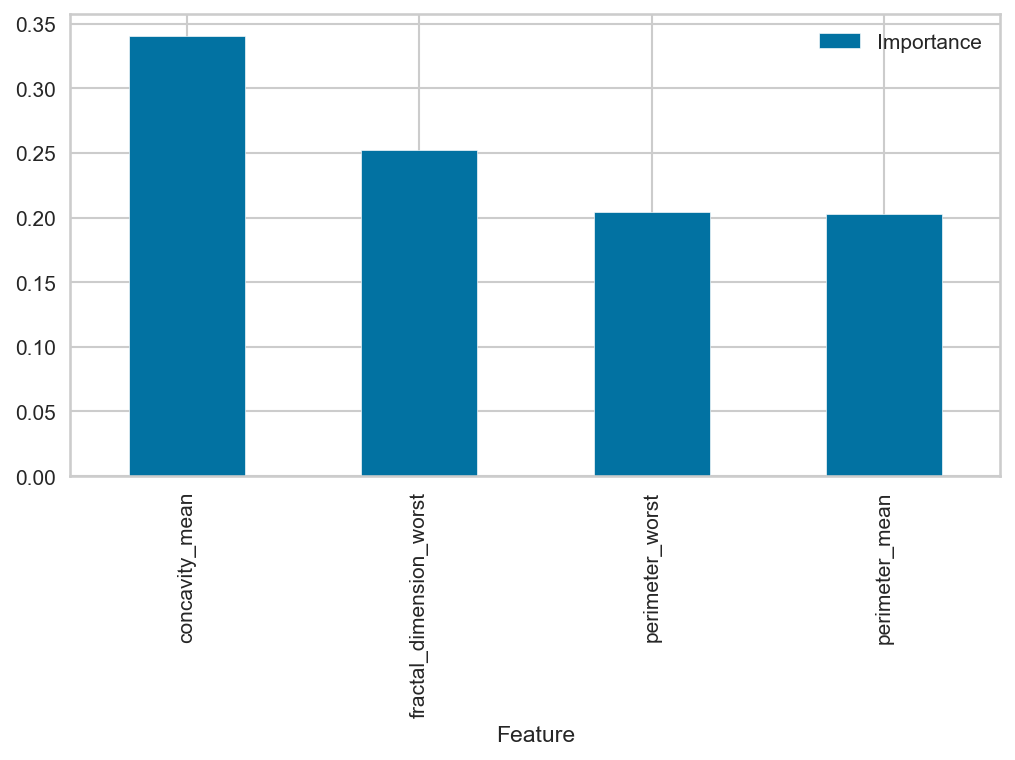 0.35
0.30
0.25
0.20
0.15
0.10
0.05
0.00
Importance
concavity_mean
fractal_dimension_worst
perimeter_worst
perimeter_mean
Feature